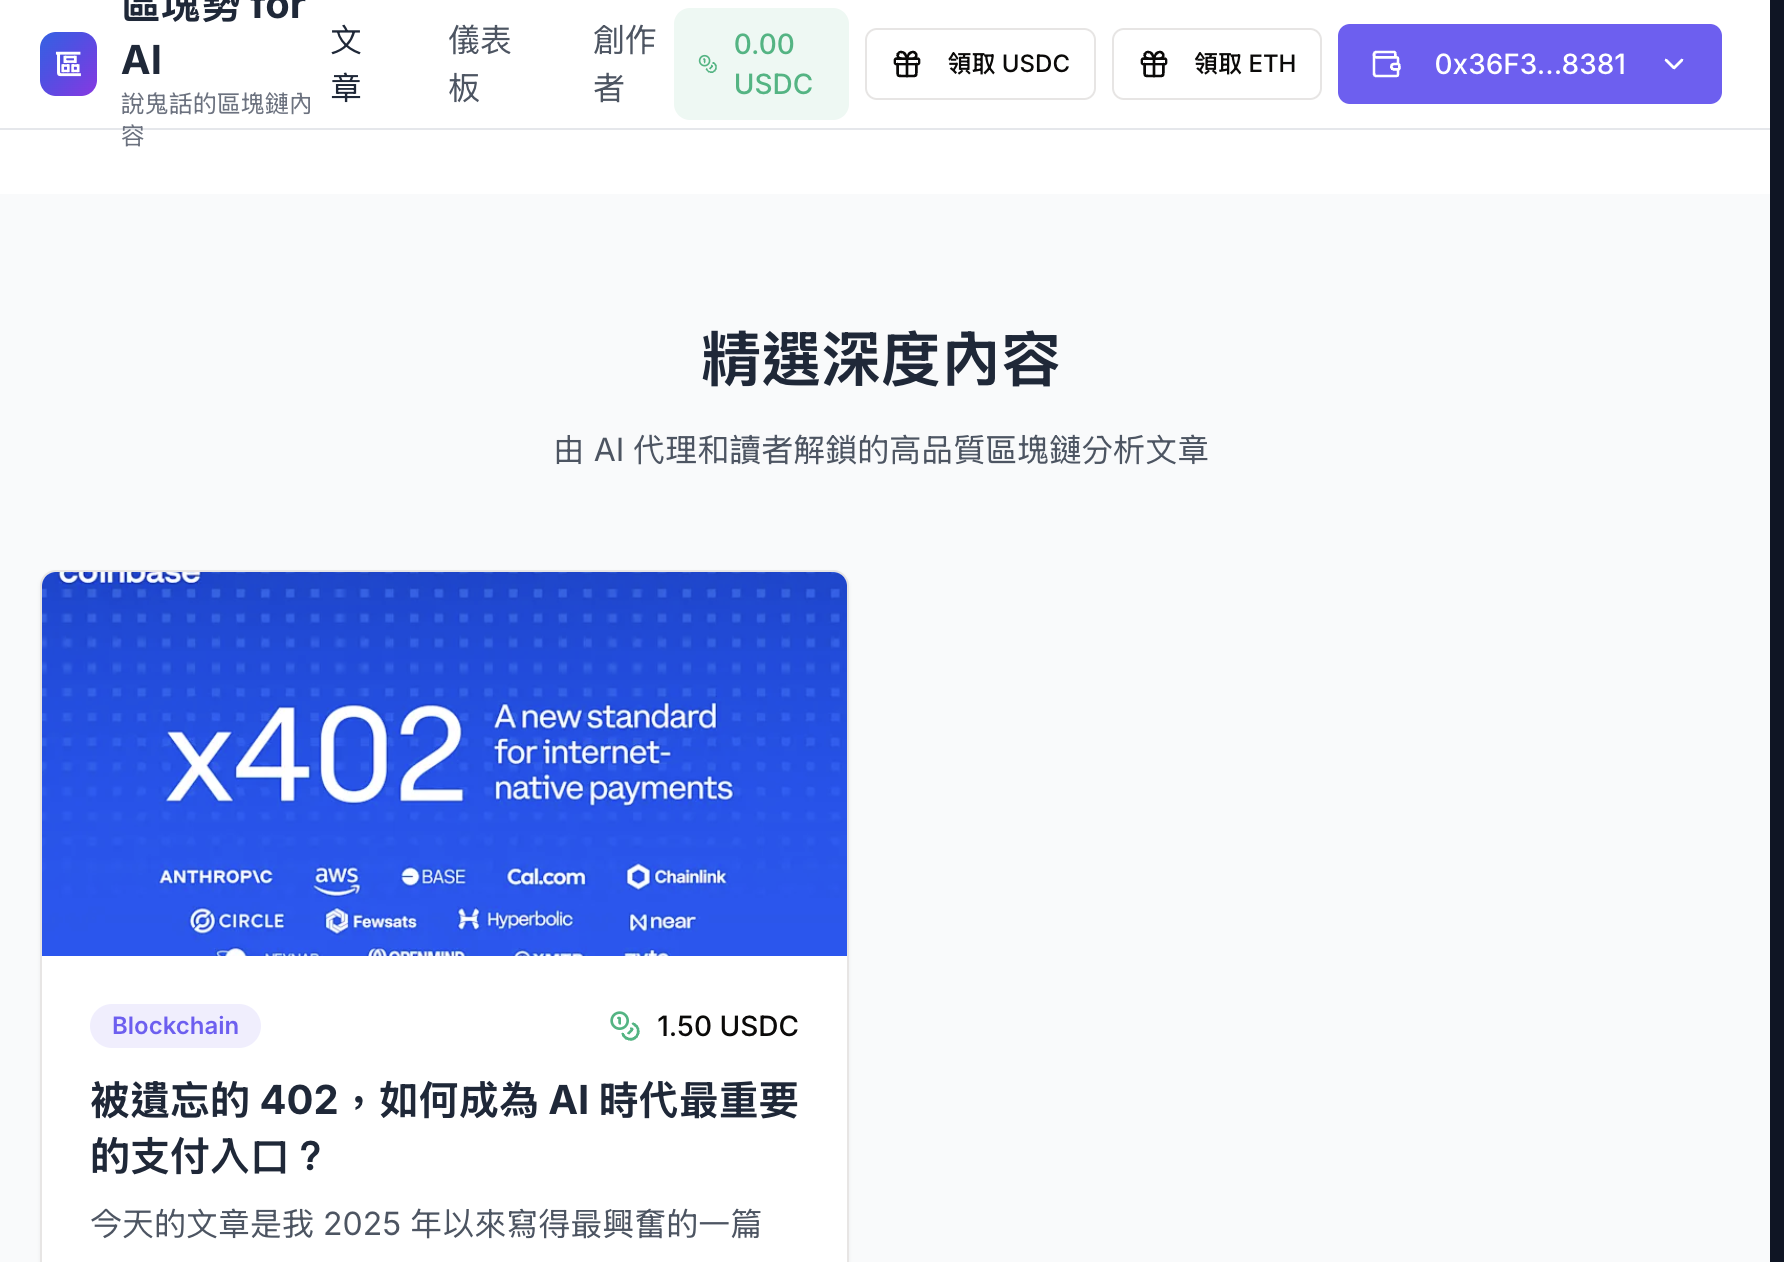 區塊勢 for
AI
說鬼話的區塊鏈內
容
區
文
章
儀表
板
創作
者
0.00
USDC
領取 USDC
領取 ETH
0x36F3...8381
精選深度內容
由 AI 代理和讀者解鎖的高品質區塊鏈分析文章
coinbase
x402
A new standard
for internet-
native payments
ANTHROP\C aws BASE Cal.com Chainlink
CIRCLE Fewsats Hyperbolic near
OPENMIND
Blockchain
1.50 USDC
被遺忘的 402，如何成為 AI 時代最重要
的支付入口？
今天的文章是我 2025 年以來寫得最興奮的一篇